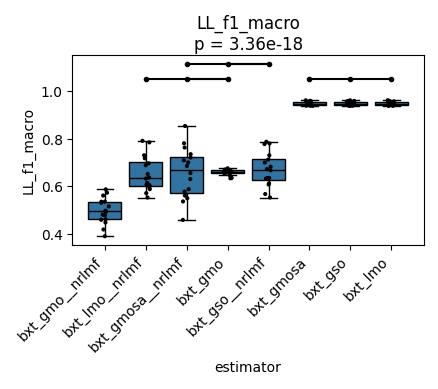 LL_f1_macro
p = 3.36e-18
LL_f1_macro
1.0
0.8
0.6
0.4
bxt_gmo__nrlmf
bxt_lmo__nrlmf
bxt_gmosa__nrlmf
bxt_gmo
bxt_gso__nrlmf
bxt_gmosa
bxt_gso
bxt_lmo
estimator